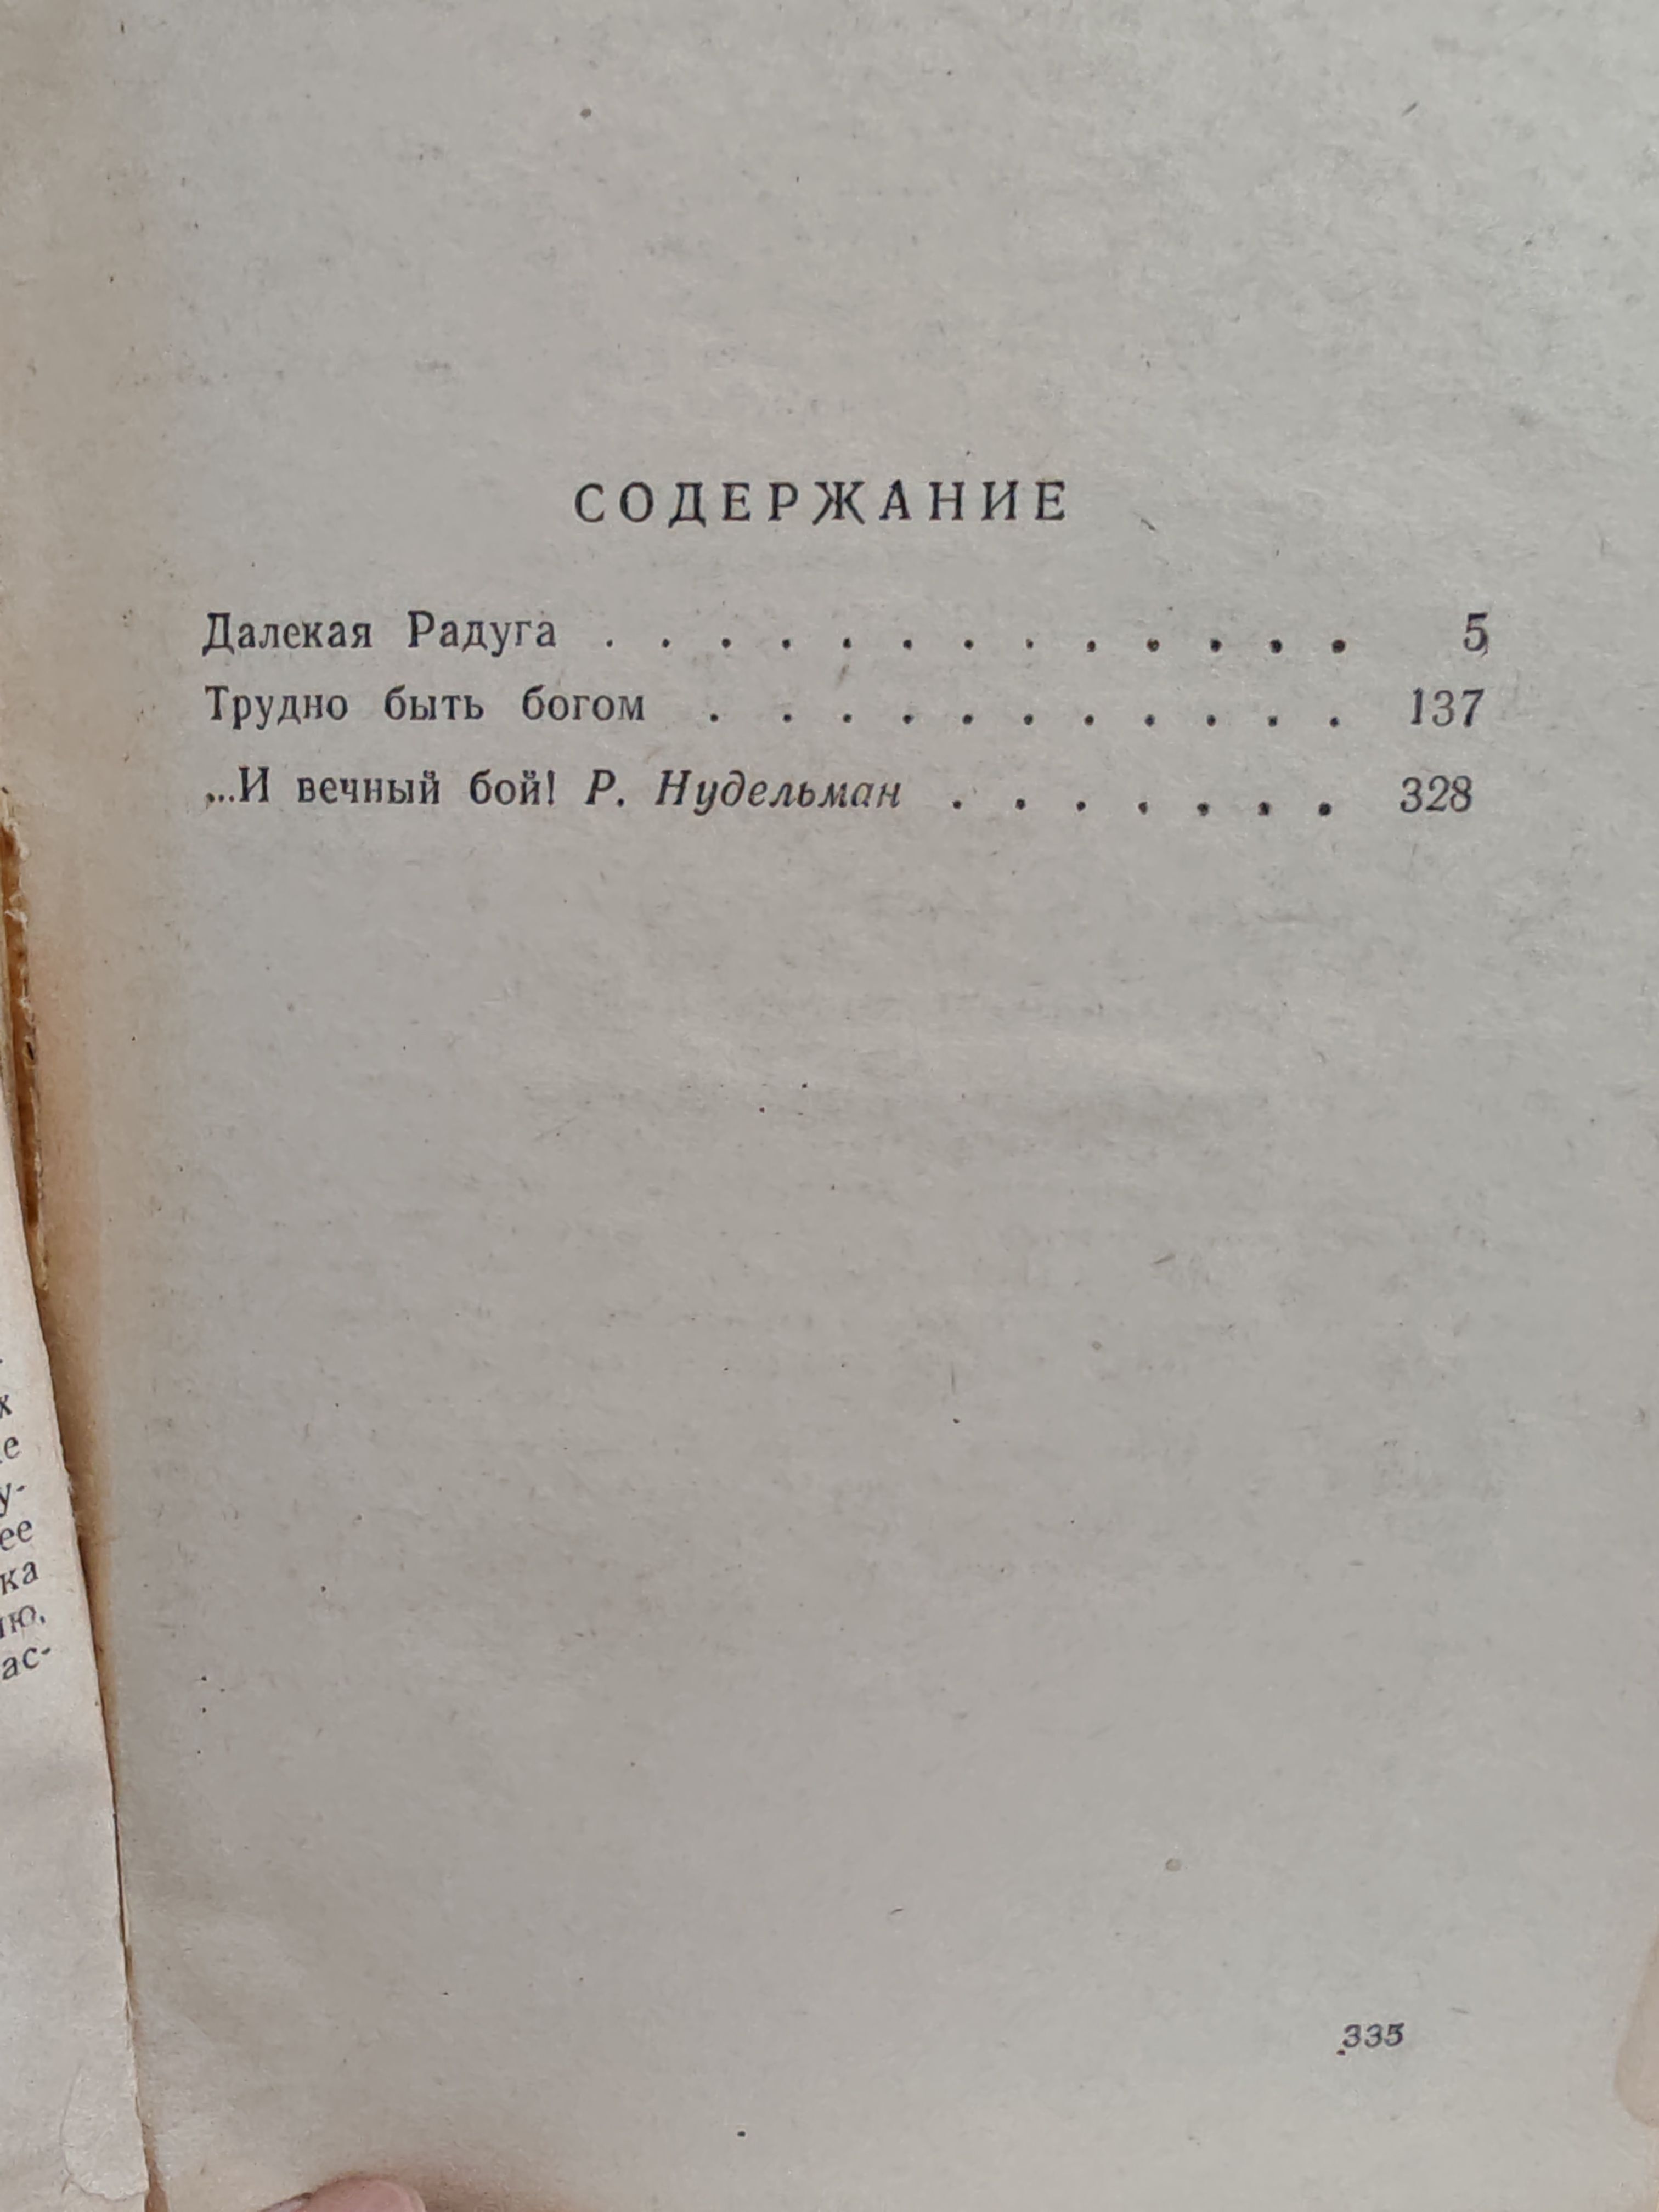 СОДЕРЖАНИЕ
Далекая Радуга . . . . . . . . . . . . . 5
Трудно быть богом . . . . . . . . . . . 137
...И вечный бой! Р. Нудельман . . . . . . . 328
335